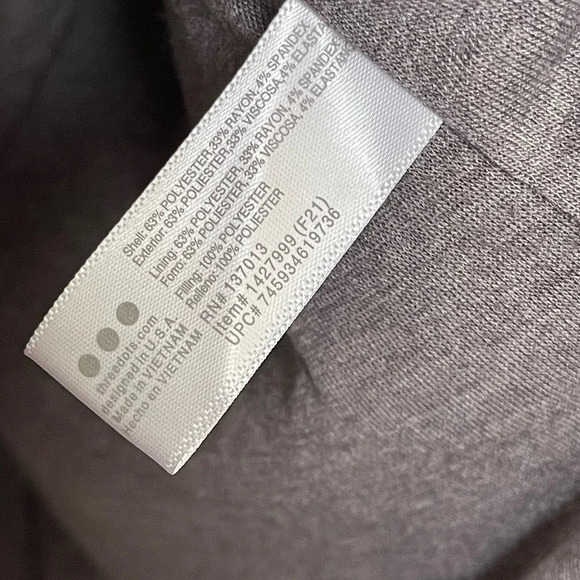 Shell: 63% POLYESTER, 33% RAYON, 4% SPANDEX
Exterior: 63% POLIESTER, 33% VISCOSA, 4% ELAST
Lining: 63% POLYESTER, 33% RAYON, 4% SPANDEX
Forro: 63% POLIESTER, 33% VISCOSA, 4% ELASTA
Filling: 100% POLYESTER
Relleno: 100% POLIESTER
RN# 137013
Item# 1427999 (F21)
UPC# 745934619736
threedots.com
designed in U.S.A.
Made in VIETNAM
Hecho en VIETNAM